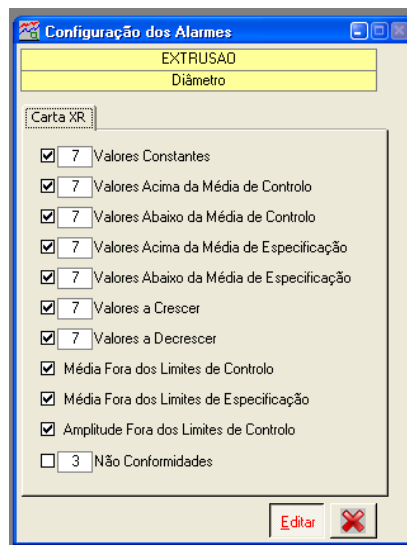 Configuração dos Alarmes
EXTRUSAO
Diâmetro
Carta XR
7 Valores Constantes
7 Valores Acima da Média de Controlo
7 Valores Abaixo da Média de Controlo
7 Valores Acima da Média de Especificação
7 Valores Abaixo da Média de Especificação
7 Valores a Crescer
7 Valores a Decrescer
Média Fora dos Limites de Controlo
Média Fora dos Limites de Especificação
Amplitude Fora dos Limites de Controlo
3 Não Conformidades
Editar